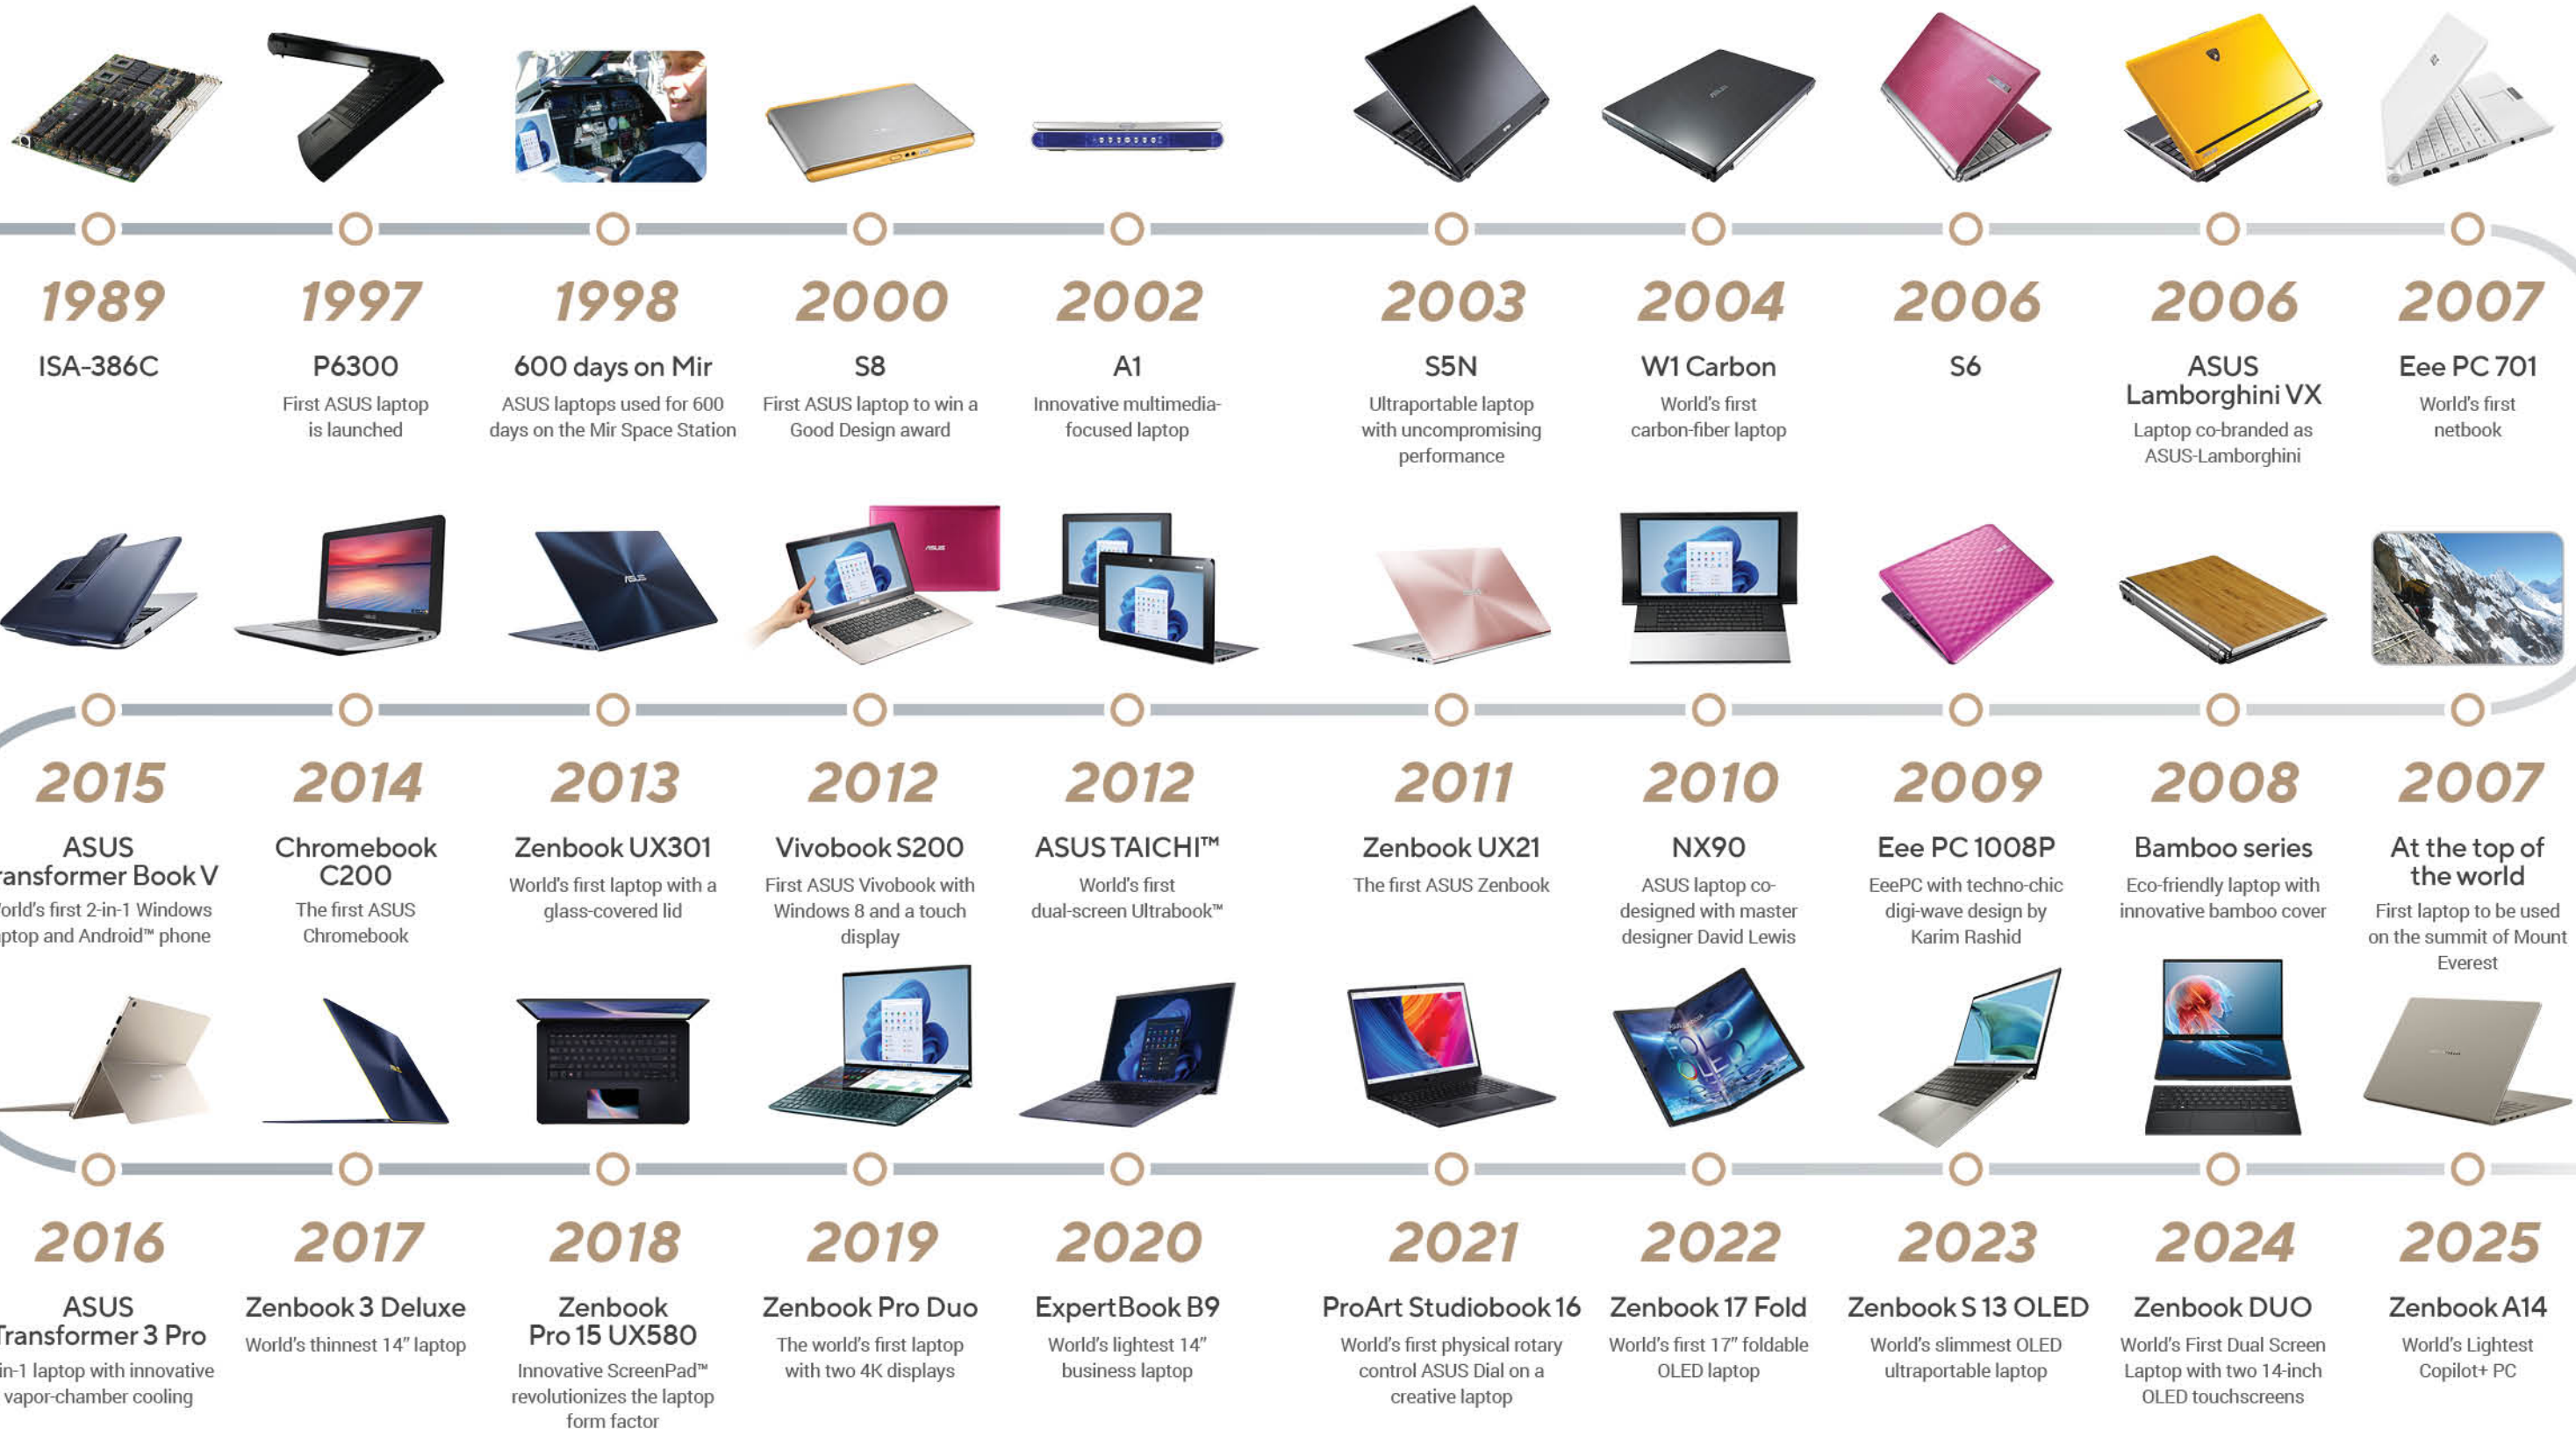 1989
ISA-386C
1997
P6300
First ASUS laptop
is launched
1998
600 days on Mir
ASUS laptops used for 600
days on the Mir Space Station
2000
S8
First ASUS laptop to win a
Good Design award
2002
A1
Innovative multimedia-
focused laptop
2003
S5N
Ultraportable laptop
with uncompromising
performance
2004
W1 Carbon
World's first
carbon-fiber laptop
2006
S6
2006
ASUS
Lamborghini VX
Laptop co-branded as
ASUS-Lamborghini
2007
Eee PC 701
World's first
netbook
2015
ASUS
ansformer Book V
orld's first 2-in-1 Windows
ptop and Android™ phone
2014
Chromebook
C200
The first ASUS
Chromebook
2013
Zenbook UX301
World's first laptop with a
glass-covered lid
2012
Vivobook S200
First ASUS Vivobook with
Windows 8 and a touch
display
2012
ASUS TAICHI™
World's first
dual-screen Ultrabook™
2011
Zenbook UX21
The first ASUS Zenbook
2010
NX90
ASUS laptop co-
designed with master
designer David Lewis
2009
Eee PC 1008P
EeePC with techno-chic
digi-wave design by
Karim Rashid
2008
Bamboo series
Eco-friendly laptop with
innovative bamboo cover
2007
At the top of
the world
First laptop to be used
on the summit of Mount
Everest
2016
ASUS
Transformer 3 Pro
in-1 laptop with innovative
vapor-chamber cooling
2017
Zenbook 3 Deluxe
World's thinnest 14" laptop
2018
Zenbook
Pro 15 UX580
Innovative ScreenPad™
revolutionizes the laptop
form factor
2019
Zenbook Pro Duo
The world's first laptop
with two 4K displays
2020
ExpertBook B9
World's lightest 14"
business laptop
2021
ProArt Studiobook 16
World's first physical rotary
control ASUS Dial on a
creative laptop
2022
Zenbook 17 Fold
World's first 17" foldable
OLED laptop
2023
Zenbook S 13 OLED
World's slimmest OLED
ultraportable laptop
2024
Zenbook DUO
World's First Dual Screen
Laptop with two 14-inch
OLED touchscreens
2025
Zenbook A14
World's Lightest
Copilot+ PC